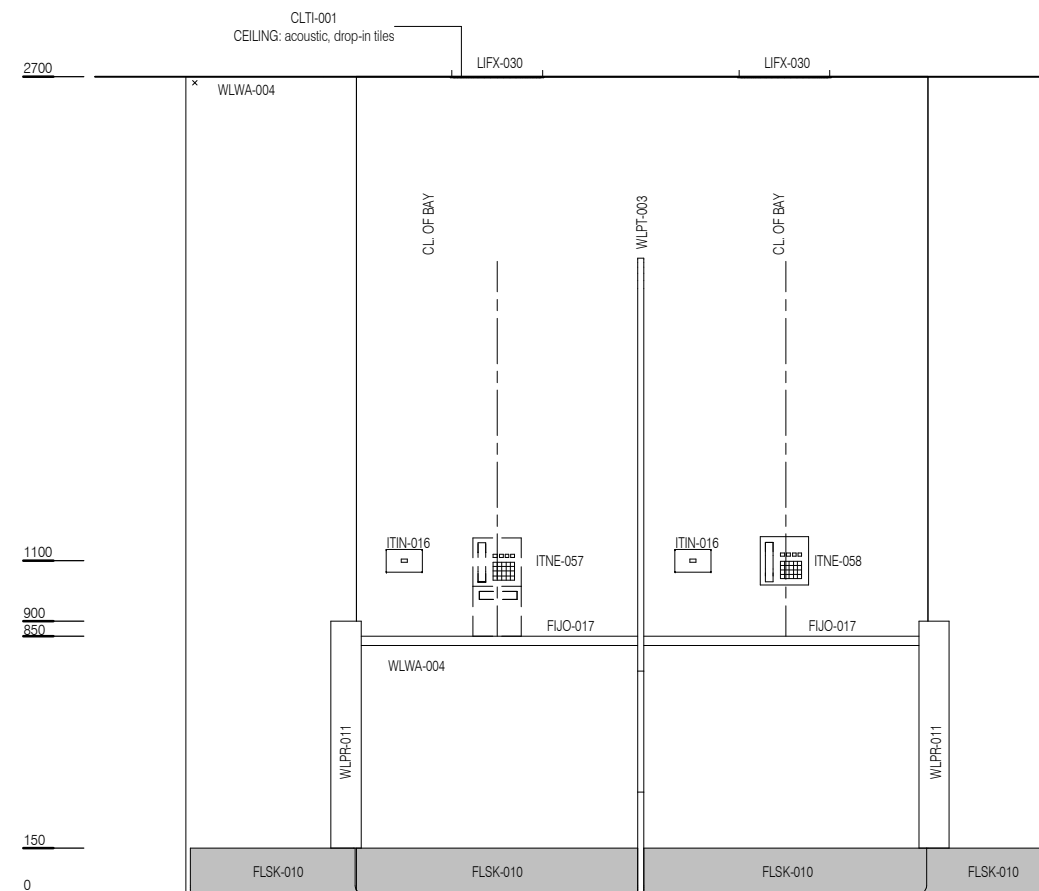 CLTI-001
CEILING: acoustic, drop-in tiles
LIFX-030
LIFX-030
2700
WLWA-004
CL. OF BAY
WLPT-003
CL. OF BAY
ITIN-016
ITIN-016
1100
ITNE-057
ITNE-058
900
850
FIJO-017
FIJO-017
WLWA-004
WLPR-011
WLPR-011
150
FLSK-010
FLSK-010
FLSK-010
FLSK-010
0